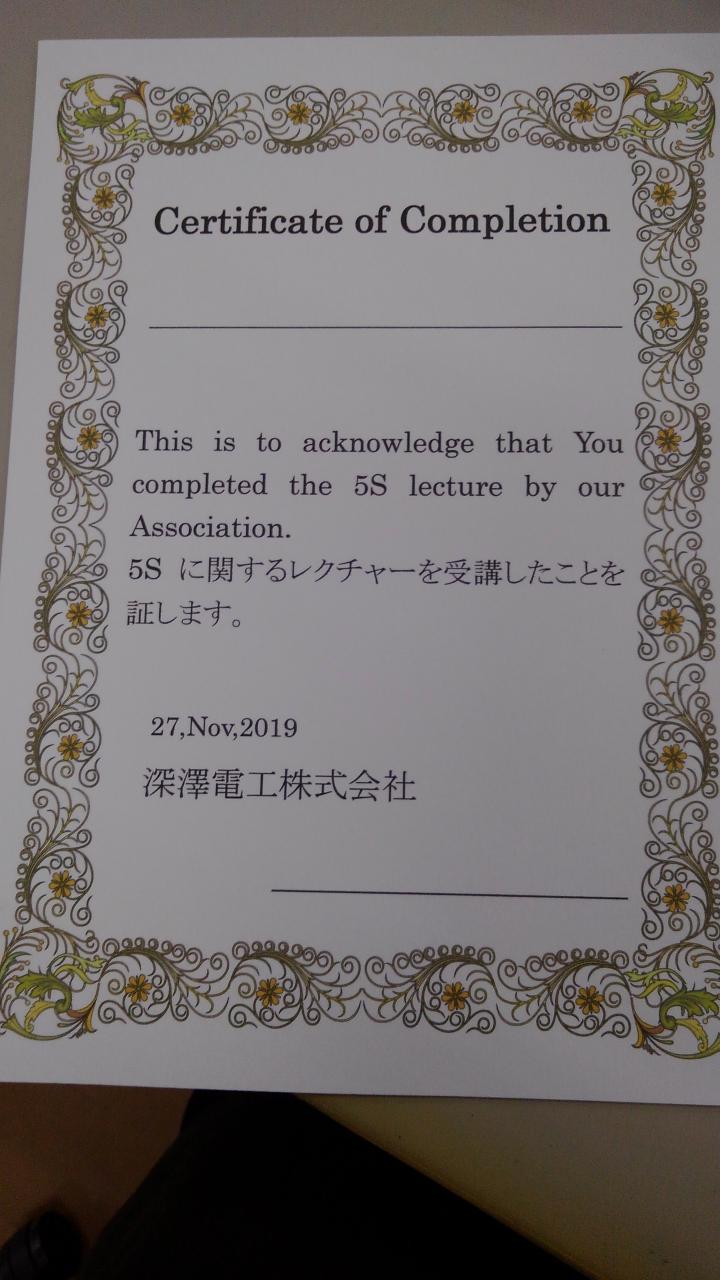 Certificate of Completion
This is to acknowledge that You
completed the 5S lecture by our
Association.
5S に関するレクチャーを受講したことを
証します。
27,Nov,2019
深澤電工株式会社